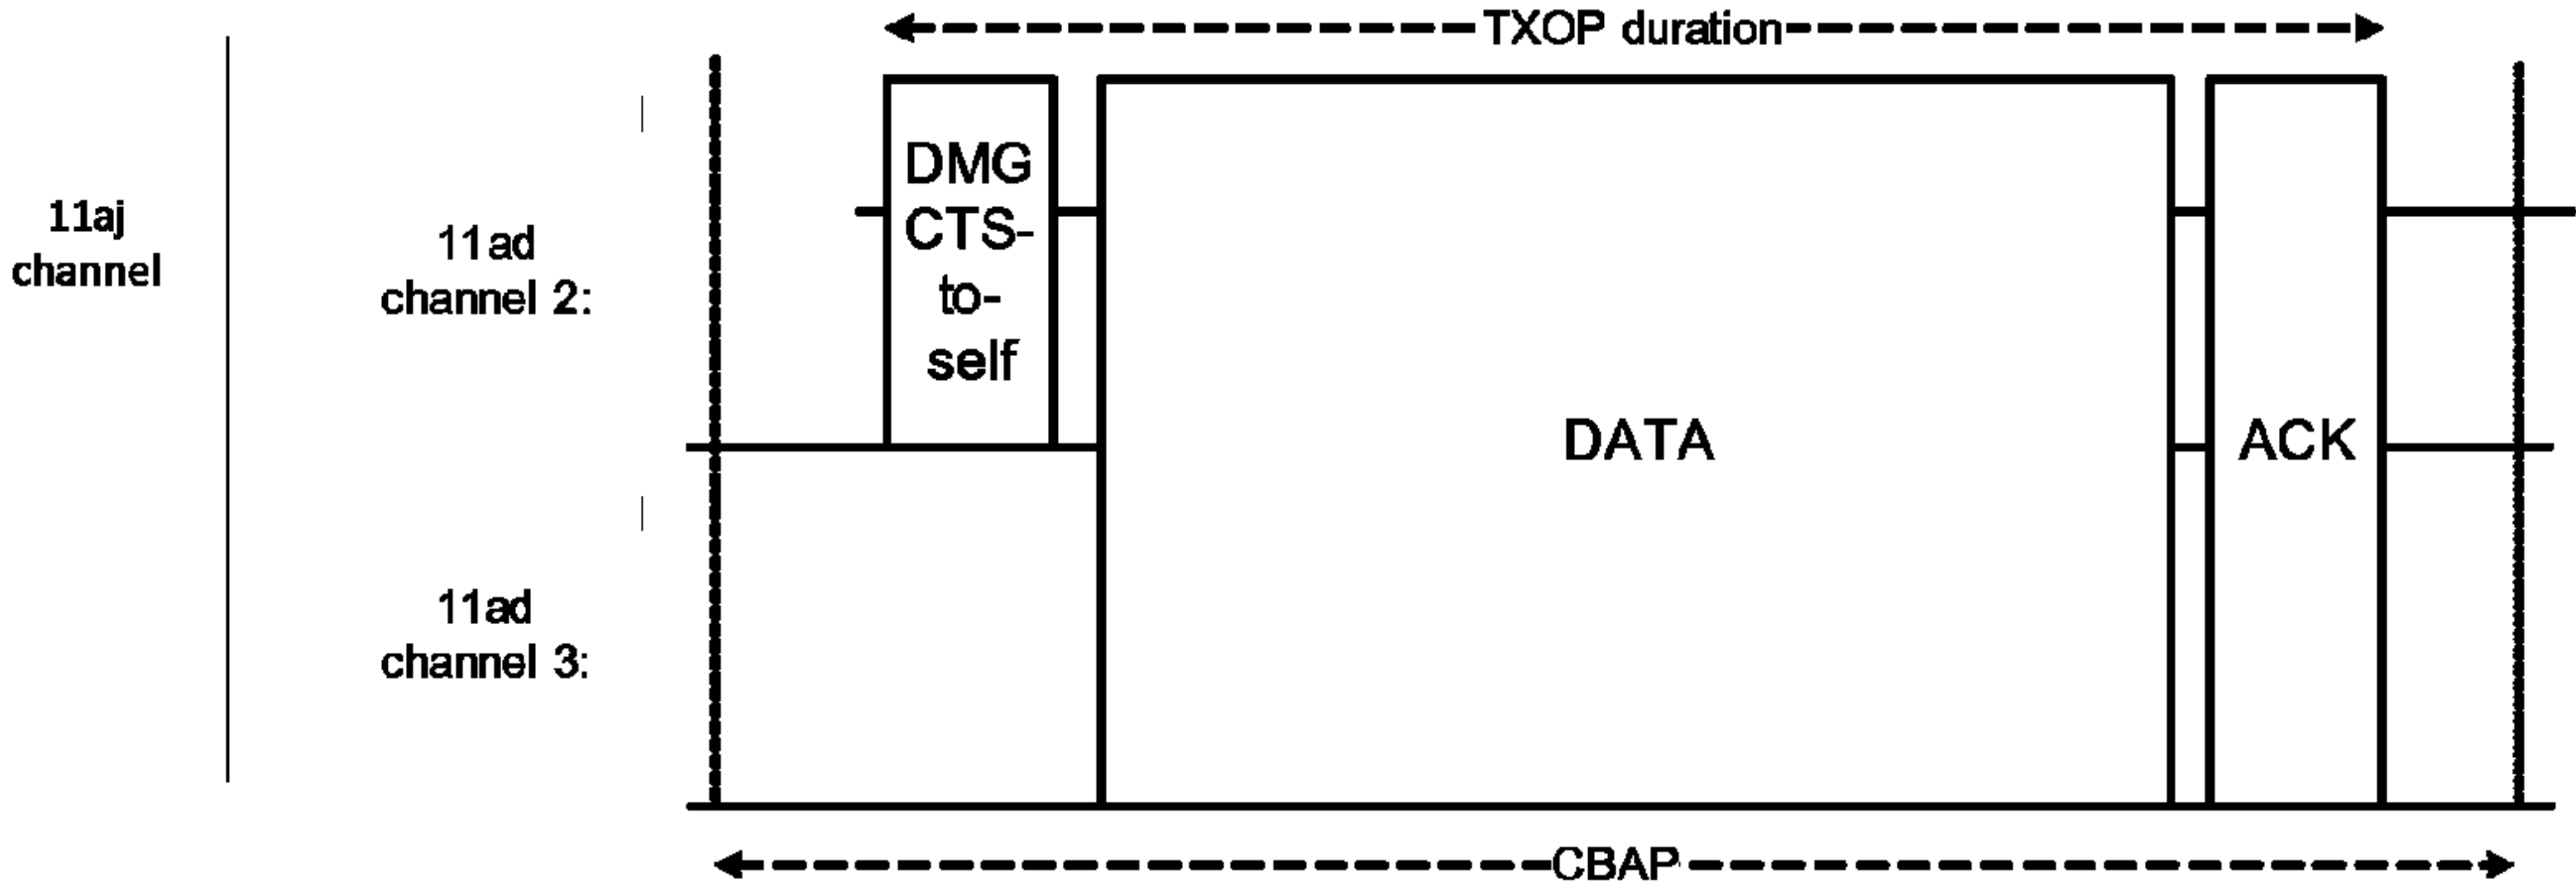 TXOP duration
11aj
channel
11ad
channel 2:
DMG
CTS-
to-
self
DATA
ACK
11ad
channel 3:
CBAP